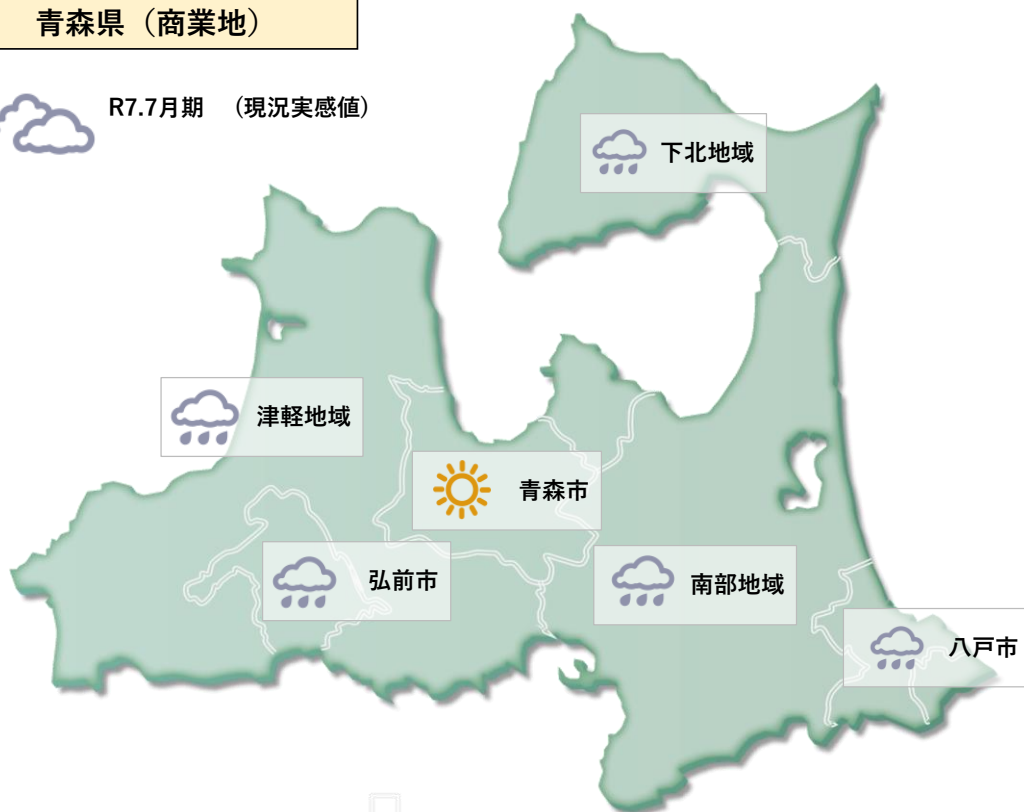 青森県（商業地）
R7.7月期　(現況実感値)
下北地域
津軽地域
青森市
弘前市
南部地域
八戸市